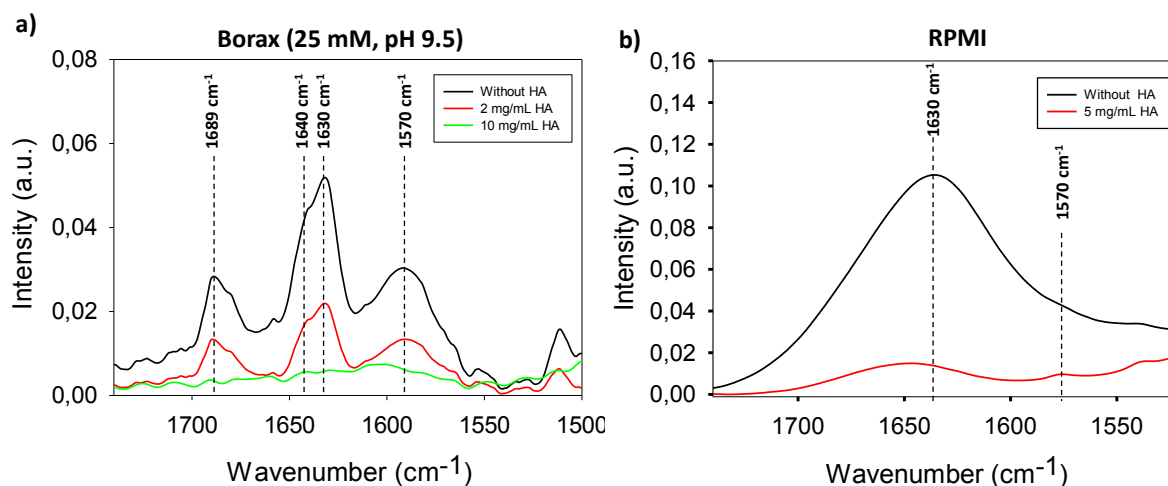 a)
Borax (25 mM, pH 9.5)
0,08
0,06
0,04
0,02
0,00
Intensity (a.u.)
1689 cm⁻¹
1640 cm⁻¹
1630 cm⁻¹
1570 cm⁻¹
Without HA
2 mg/mL HA
10 mg/mL HA
1700 1650 1600 1550 1500
Wavenumber (cm⁻¹)
b)
RPMI
0,16
0,14
0,12
0,10
0,08
0,06
0,04
0,02
0,00
Intensity (a.u.)
1630 cm⁻¹
1570 cm⁻¹
Without HA
5 mg/mL HA
1700 1650 1600 1550
Wavenumber (cm⁻¹)